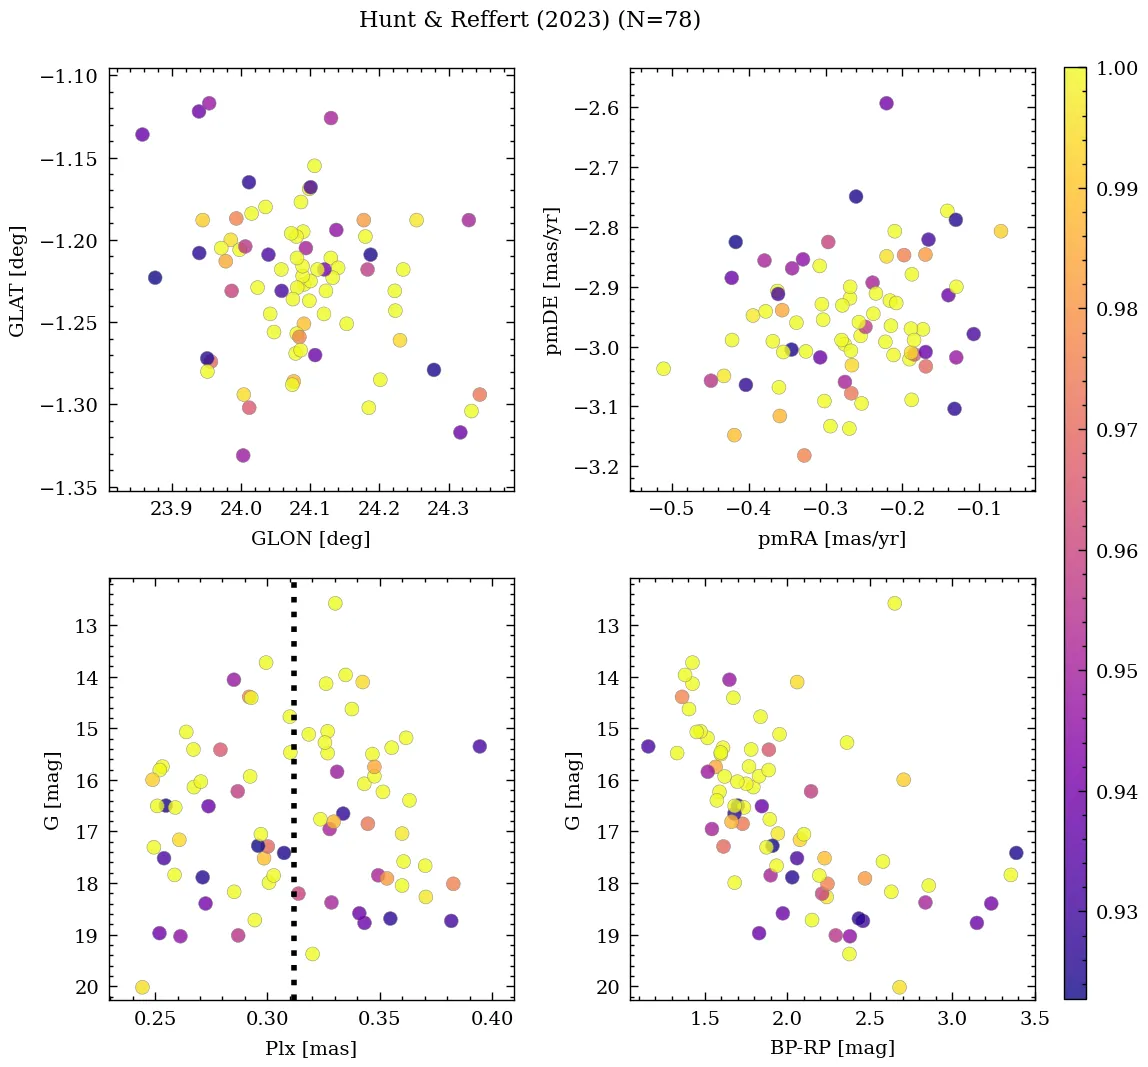 Hunt & Reffert (2023) (N=78)
−1.10
−1.15
−1.20
−1.25
−1.30
−1.35
GLAT [deg]
23.9 24.0 24.1 24.2 24.3
GLON [deg]
−2.6
−2.7
−2.8
−2.9
−3.0
−3.1
−3.2
pmDE [mas/yr]
−0.5 −0.4 −0.3 −0.2 −0.1
pmRA [mas/yr]
13
14
15
16
17
18
19
20
G [mag]
0.25 0.30 0.35 0.40
Plx [mas]
13
14
15
16
17
18
19
20
G [mag]
1.5 2.0 2.5 3.0 3.5
BP-RP [mag]
1.00
0.99
0.98
0.97
0.96
0.95
0.94
0.93